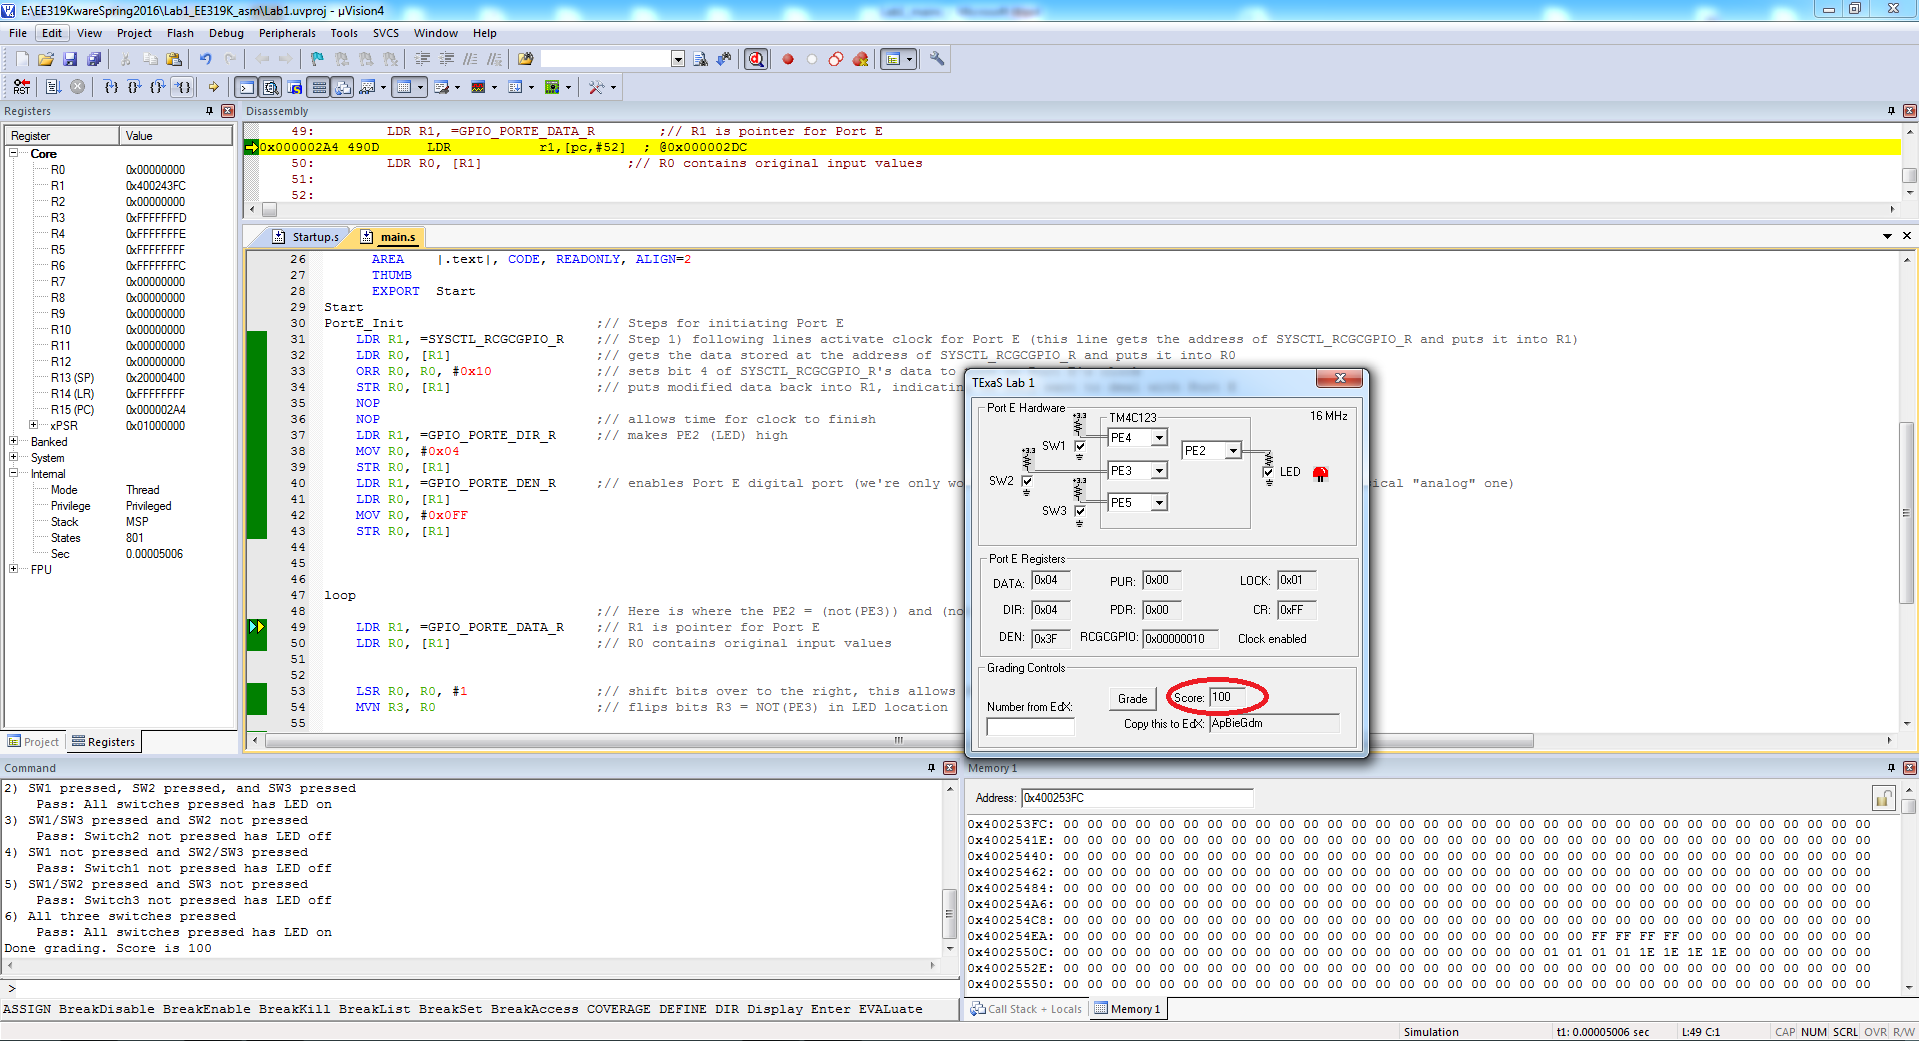 E:\EE319KwareSpring2016\Lab1_EE319K_asm\Lab1.uvproj - µVision4
File Edit View Project Flash Debug Peripherals Tools SVCS Window Help
Registers
Register Value
Core
R0 0x00000000
R1 0x400243FC
R2 0x00000000
R3 0xFFFFFFFD
R4 0xFFFFFFFE
R5 0xFFFFFFFF
R6 0xFFFFFFFC
R7 0x00000000
R8 0x00000000
R9 0x00000000
R10 0x00000000
R11 0x00000000
R12 0x00000000
R13 (SP) 0x20000400
R14 (LR) 0xFFFFFFFF
R15 (PC) 0x000002A4
xPSR 0x01000000
Banked
System
Internal
Mode Thread
Privilege Privileged
Stack MSP
States 801
Sec 0.00005006
FPU
Project Registers
Disassembly
49: LDR R1, =GPIO_PORTE_DATA_R ;// R1 is pointer for Port E
0x000002A4 490D LDR r1,[pc,#52] ; @0x000002DC
50: LDR R0, [R1] ;// R0 contains original input values
51:
52:
Startup.s main.s
26 AREA |.text|, CODE, READONLY, ALIGN=2
27 THUMB
28 EXPORT Start
29 Start
30 PortE_Init ;// Steps for initiating Port E
31 LDR R1, =SYSCTL_RCGCGPIO_R ;// Step 1) following lines activate clock for Port E (this line gets the address of SYSCTL_RCGCGPIO_R and puts it into R1)
32 LDR R0, [R1] ;// gets the data stored at the address of SYSCTL_RCGCGPIO_R and puts it into R0
33 ORR R0, R0, #0x10 ;// sets bit 4 of SYSCTL_RCGCGPIO_R's data to
34 STR R0, [R1] ;// puts modified data back into R1, indicating
35 NOP
36 NOP ;// allows time for clock to finish
37 LDR R1, =GPIO_PORTE_DIR_R ;// makes PE2 (LED) high
38 MOV R0, #0x04
39 STR R0, [R1]
40 LDR R1, =GPIO_PORTE_DEN_R ;// enables Port E digital port (we're only wo ical "analog" one)
41 LDR R0, [R1]
42 MOV R0, #0x0FF
43 STR R0, [R1]
44
45
46
47 loop
48 ;// Here is where the PE2 = (not(PE3)) and (no
49 LDR R1, =GPIO_PORTE_DATA_R ;// R1 is pointer for Port E
50 LDR R0, [R1] ;// R0 contains original input values
51
52
53 LSR R0, R0, #1 ;// shift bits over to the right, this allows
54 MVN R3, R0 ;// flips bits R3 = NOT(PE3) in LED location
55
TExaS Lab 1
Port E Hardware
16 MHz
+3.3
TM4C123
SW1 PE4
PE2
+3.3
LED
PE3
SW2
+3.3
PE5
SW3
Port E Registers
DATA: 0x04 PUR: 0x00 LOCK: 0x01
DIR: 0x04 PDR: 0x00 CR: 0xFF
DEN: 0x3F RCGCGPIO: 0x00000010 Clock enabled
Grading Controls
Number from EdX: Grade Score: 100
Copy this to EdX: ApBieGdm
Command
2) SW1 pressed, SW2 pressed, and SW3 pressed
Pass: All switches pressed has LED on
3) SW1/SW3 pressed and SW2 not pressed
Pass: Switch2 not pressed has LED off
4) SW1 not pressed and SW2/SW3 pressed
Pass: Switch1 not pressed has LED off
5) SW1/SW2 pressed and SW3 not pressed
Pass: Switch3 not pressed has LED off
6) All three switches pressed
Pass: All switches pressed has LED on
Done grading. Score is 100
>
ASSIGN BreakDisable BreakEnable BreakKill BreakList BreakSet BreakAccess COVERAGE DEFINE DIR Display Enter EVALuate
Memory 1
Address: 0x400253FC
0x400253FC: 00 00 00 00 00 00 00 00 00 00 00 00 00 00 00 00 00 00 00 00 00 00 00 00 00 00 00 00 00 00 00 00 00 00
0x4002541E: 00 00 00 00 00 00 00 00 00 00 00 00 00 00 00 00 00 00 00 00 00 00 00 00 00 00 00 00 00 00 00 00 00 00
0x40025440: 00 00 00 00 00 00 00 00 00 00 00 00 00 00 00 00 00 00 00 00 00 00 00 00 00 00 00 00 00 00 00 00 00 00
0x40025462: 00 00 00 00 00 00 00 00 00 00 00 00 00 00 00 00 00 00 00 00 00 00 00 00 00 00 00 00 00 00 00 00 00 00
0x40025484: 00 00 00 00 00 00 00 00 00 00 00 00 00 00 00 00 00 00 00 00 00 00 00 00 00 00 00 00 00 00 00 00 00 00
0x400254A6: 00 00 00 00 00 00 00 00 00 00 00 00 00 00 00 00 00 00 00 00 00 00 00 00 00 00 00 00 00 00 00 00 00 00
0x400254C8: 00 00 00 00 00 00 00 00 00 00 00 00 00 00 00 00 00 00 00 00 00 00 00 00 00 00 00 00 00 00 00 00 00 00
0x400254EA: 00 00 00 00 00 00 00 00 00 00 00 00 00 00 00 00 00 00 00 00 00 00 FF FF FF FF 00 00 00 00 00 00 00 00
0x4002550C: 00 00 00 00 00 00 00 00 00 00 00 00 00 00 00 00 00 00 00 00 01 01 01 01 1E 1E 1E 1E 00 00 00 00 00 00
0x4002552E: 00 00 00 00 00 00 00 00 00 00 00 00 00 00 00 00 00 00 00 00 00 00 00 00 00 00 00 00 00 00 00 00 00 00
0x40025550: 00 00 00 00 00 00 00 00 00 00 00 00 00 00 00 00 00 00 00 00 00 00 00 00 00 00 00 00 00 00 00 00 00 00
Call Stack + Locals Memory 1
Simulation t1: 0.00005006 sec L:49 C:1 CAP NUM SCRL OVR R/W